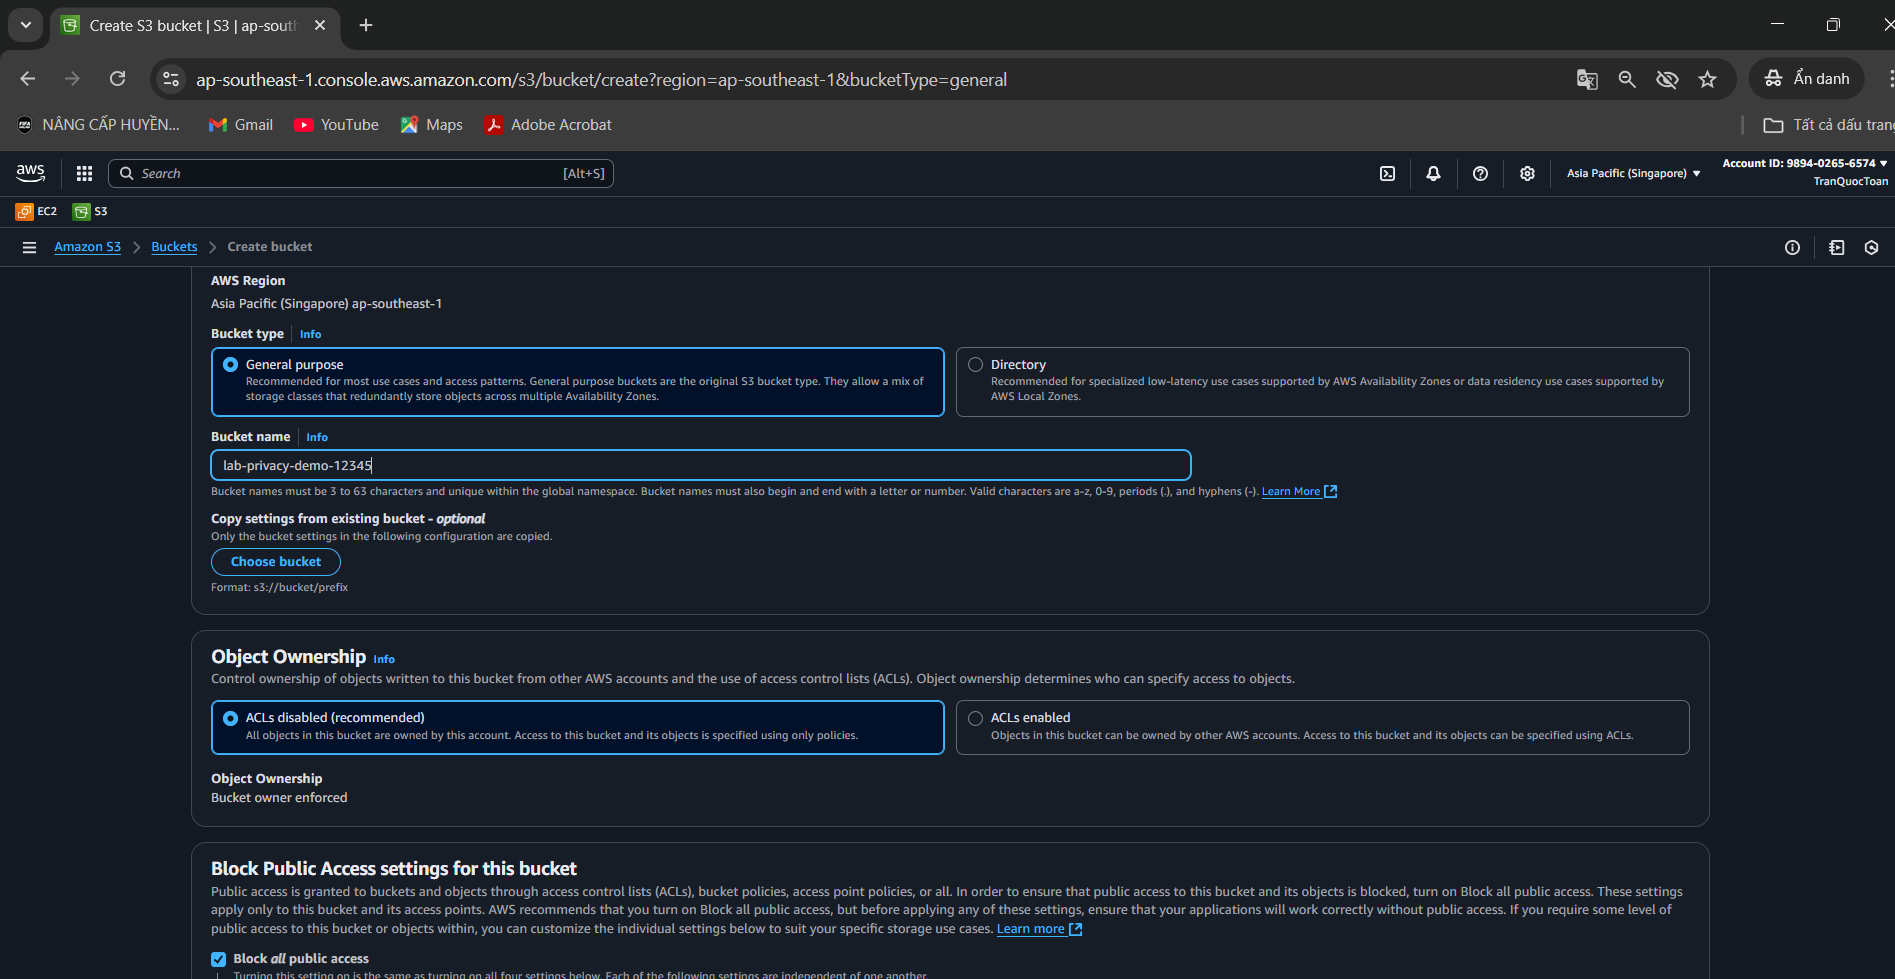 Create S3 bucket | S3 | ap-south
ap-southeast-1.console.aws.amazon.com/s3/bucket/create?region=ap-southeast-1&bucketType=general
Ẩn danh
NÂNG CẤP HUYỀN...
Gmail
YouTube
Maps
Adobe Acrobat
Tất cả dấu trang
aws
Search
[Alt+S]
Asia Pacific (Singapore)
Account ID: 9894-0265-6574
TranQuocToan
EC2
S3
Amazon S3
Buckets
Create bucket
AWS Region
Asia Pacific (Singapore) ap-southeast-1
Bucket type
Info
General purpose
Recommended for most use cases and access patterns. General purpose buckets are the original S3 bucket type. They allow a mix of
storage classes that redundantly store objects across multiple Availability Zones.
Directory
Recommended for specialized low-latency use cases supported by AWS Availability Zones or data residency use cases supported by
AWS Local Zones.
Bucket name
Info
lab-privacy-demo-12345
Bucket names must be 3 to 63 characters and unique within the global namespace. Bucket names must also begin and end with a letter or number. Valid characters are a-z, 0-9, periods (.), and hyphens (-). Learn More
Copy settings from existing bucket - optional
Only the bucket settings in the following configuration are copied.
Choose bucket
Format: s3://bucket/prefix
Object Ownership Info
Control ownership of objects written to this bucket from other AWS accounts and the use of access control lists (ACLs). Object ownership determines who can specify access to objects.
ACLs disabled (recommended)
All objects in this bucket are owned by this account. Access to this bucket and its objects is specified using only policies.
ACLs enabled
Objects in this bucket can be owned by other AWS accounts. Access to this bucket and its objects can be specified using ACLs.
Object Ownership
Bucket owner enforced
Block Public Access settings for this bucket
Public access is granted to buckets and objects through access control lists (ACLs), bucket policies, access point policies, or all. In order to ensure that public access to this bucket and its objects is blocked, turn on Block all public access. These settings
apply only to this bucket and its access points. AWS recommends that you turn on Block all public access, but before applying any of these settings, ensure that your applications will work correctly without public access. If you require some level of
public access to this bucket or objects within, you can customize the individual settings below to suit your specific storage use cases. Learn more
Block all public access
Turning this setting on is the same as turning on all four settings below. Each of the following settings are independent of one another.